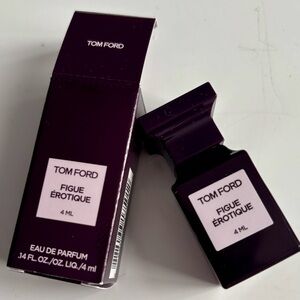 TOM FORD
TOM FORD
FIGUE
ÉROTIQUE
4 ML
EAU DE PARFUM
.14 FL. OZ./OZ. LIQ./4 ml
TOM FORD
FIGUE
ÉROTIQUE
4 ML